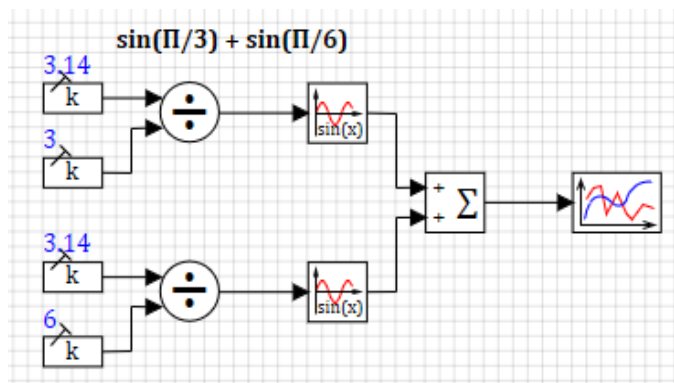 sin(Π/3) + sin(Π/6)
3,14
k
sin(x)
3
k
+
+ Σ
3,14
k
sin(x)
6
k